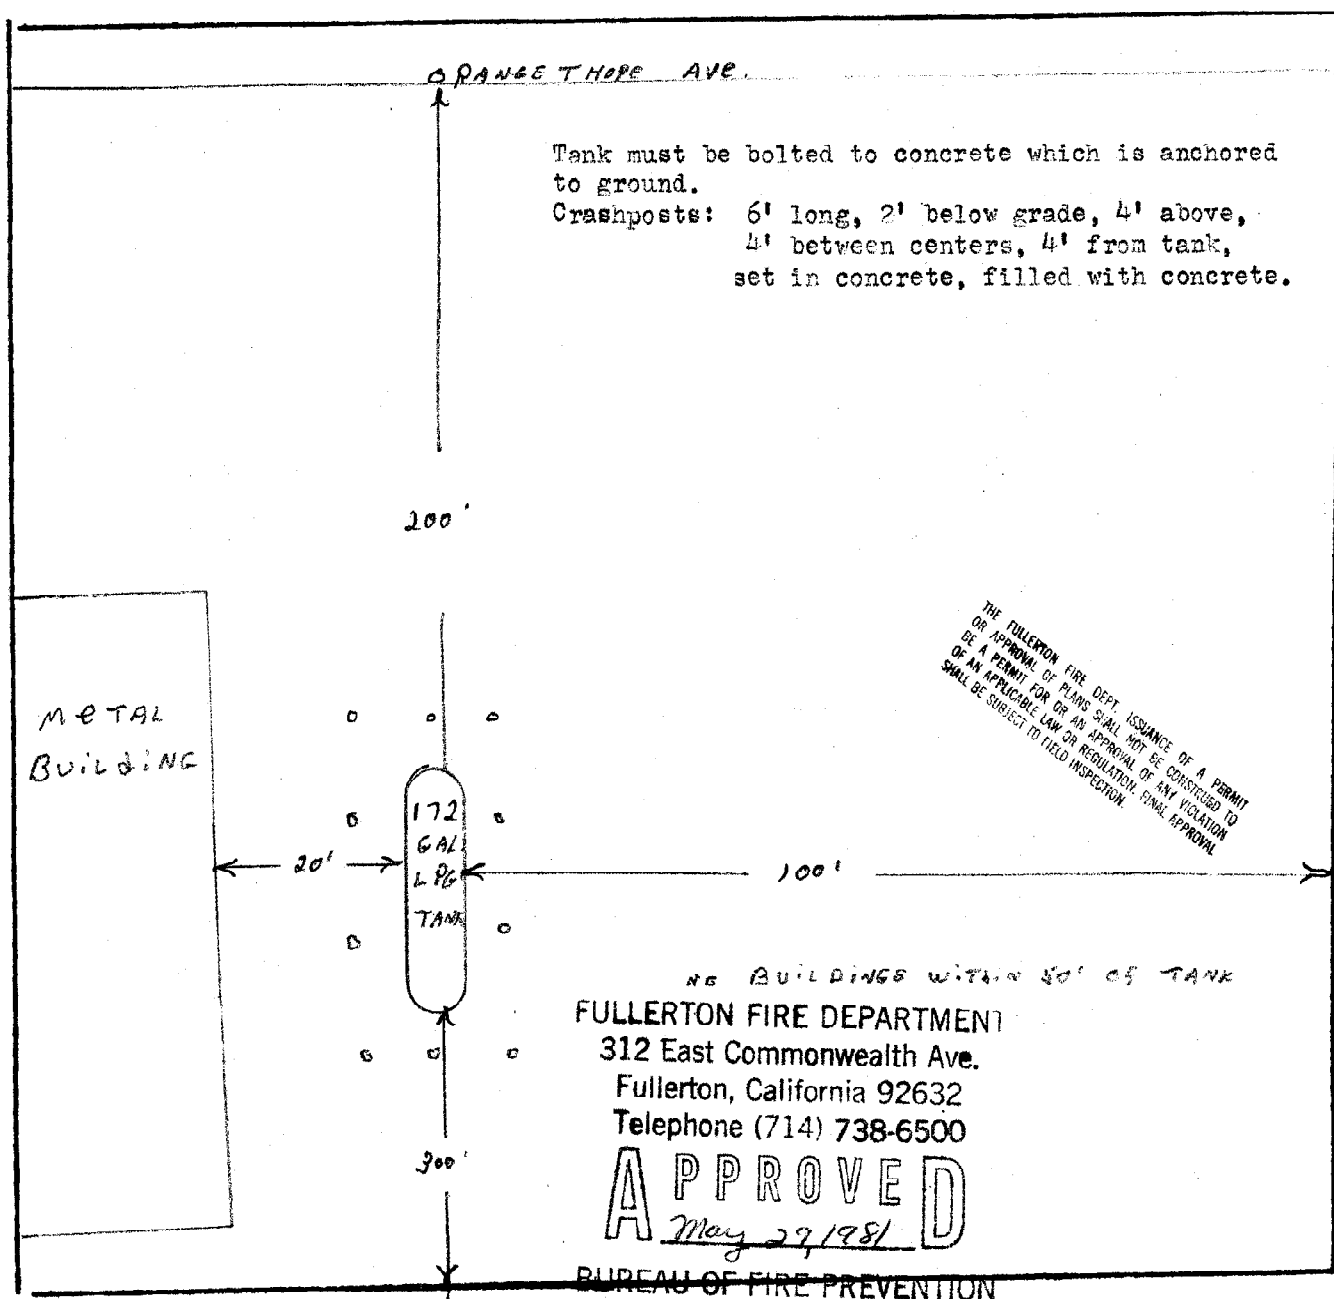 ORANGETHOPE AVE.
Tank must be bolted to concrete which is anchored
to ground.
Crashposts: 6' long, 2' below grade, 4' above,
4' between centers, 4' from tank,
set in concrete, filled with concrete.
200'
THE FULLERTON FIRE DEPT. ISSUANCE OF A PERMIT
OR APPROVAL OF PLANS SHALL NOT BE CONSTRUED TO
BE A PERMIT FOR OR AN APPROVAL OF ANY VIOLATION
OF AN APPLICABLE LAW OR REGULATION. FINAL APPROVAL
SHALL BE SUBJECT TO FIELD INSPECTION.
METAL
BUILDING
172
GAL
LPG
TANK
20'
100'
NO BUILDINGS WITHIN 50' OF TANK
FULLERTON FIRE DEPARTMENT
312 East Commonwealth Ave.
Fullerton, California 92632
Telephone (714) 738-6500
APPROVED
May 27, 1981
BUREAU OF FIRE PREVENTION
300'